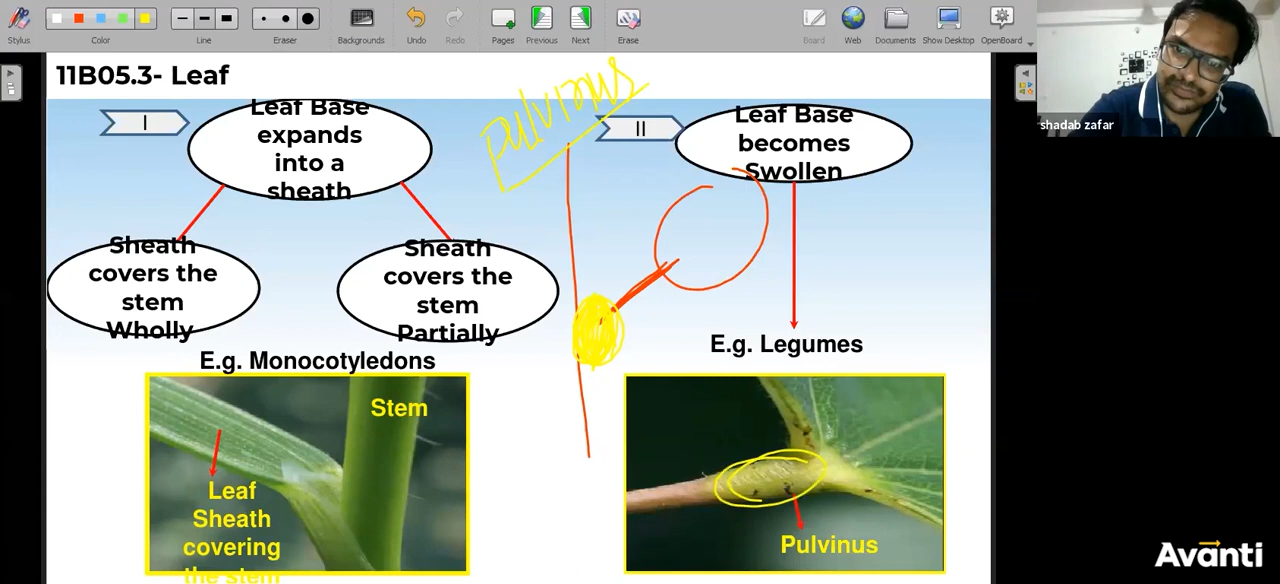 Stylus
Color
Line
Eraser
Backgrounds
Undo
Redo
Pages
Previous
Next
Erase
Board
Web
Documents
Show Desktop
OpenBoard
shadab zafar
11B05.3- Leaf
I
Leaf Base
expands
into a
sheath
Sheath
covers the
stem
Wholly
Sheath
covers the
stem
Partially
E.g. Monocotyledons
Stem
Leaf
Sheath
covering
the stem
pulvinus
II
Leaf Base
becomes
Swollen
E.g. Legumes
Pulvinus
Avanti